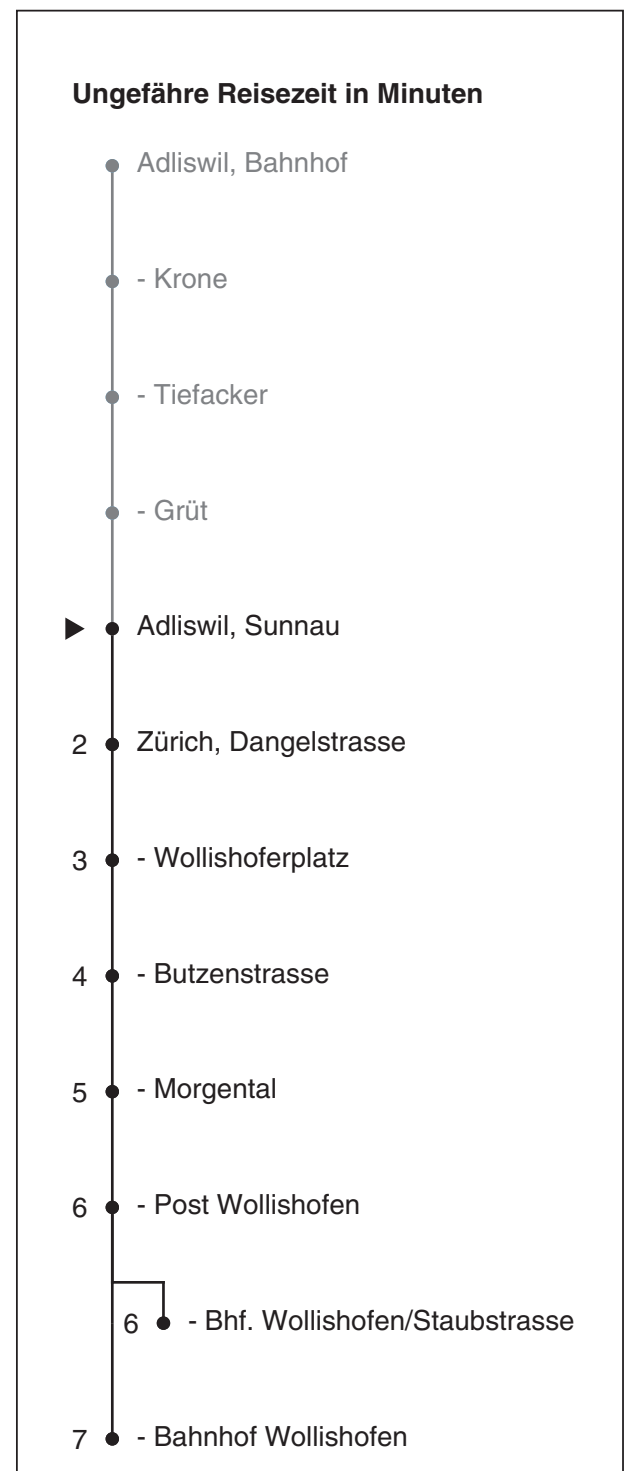 Ungefähre Reisezeit in Minuten
Adliswil, Bahnhof
- Krone
- Tiefacker
- Grüt
Adliswil, Sunnau
2 Zürich, Dangelstrasse
3 - Wollishoferplatz
4 - Butzenstrasse
5 - Morgental
6 - Post Wollishofen
6 - Bhf. Wollishofen/Staubstrasse
7 - Bahnhof Wollishofen